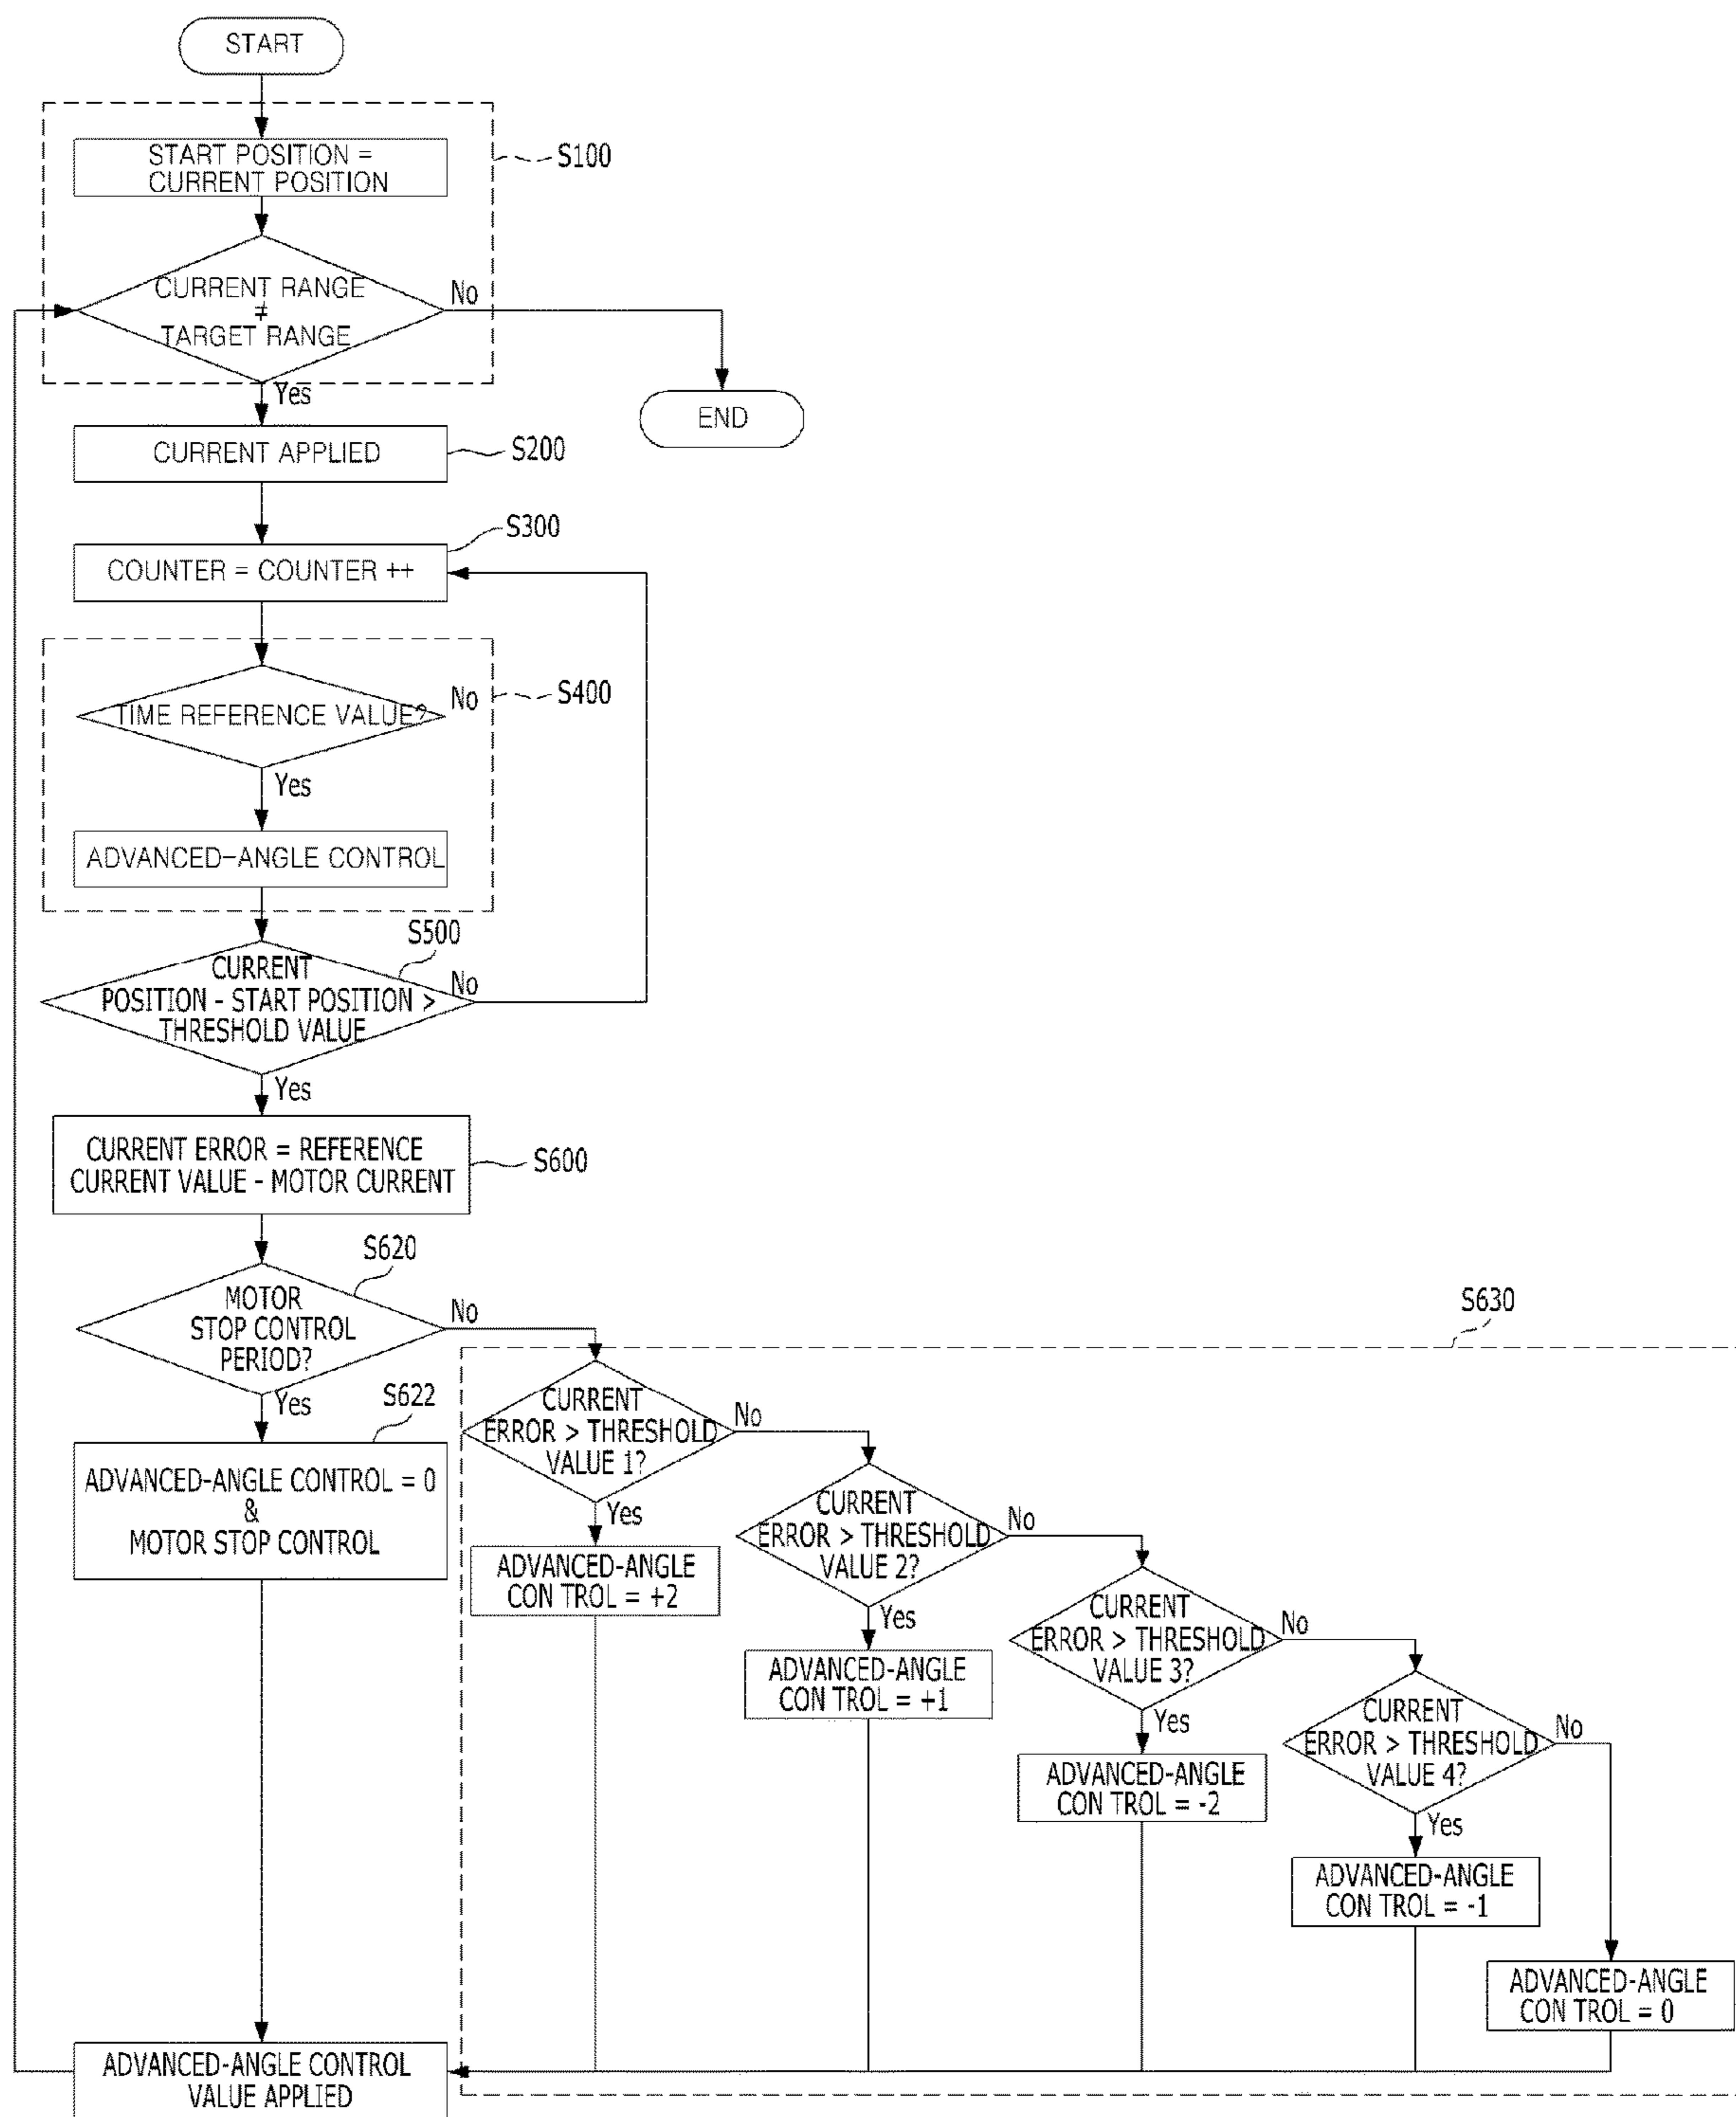 START
START POSITION =
CURRENT POSITION
S100
CURRENT RANGE
≠
TARGET RANGE
No
Yes
END
CURRENT APPLIED
S200
S300
COUNTER = COUNTER ++
TIME REFERENCE VALUE?
No
S400
Yes
ADVANCED-ANGLE CONTROL
S500
CURRENT
POSITION - START POSITION >
THRESHOLD VALUE
No
Yes
CURRENT ERROR = REFERENCE
CURRENT VALUE - MOTOR CURRENT
S600
S620
MOTOR
STOP CONTROL
PERIOD?
No
Yes
S622
ADVANCED-ANGLE CONTROL = 0
&
MOTOR STOP CONTROL
S630
CURRENT
ERROR > THRESHOLD
VALUE 1?
No
Yes
ADVANCED-ANGLE
CON TROL = +2
CURRENT
ERROR > THRESHOLD
VALUE 2?
No
Yes
ADVANCED-ANGLE
CON TROL = +1
CURRENT
ERROR > THRESHOLD
VALUE 3?
No
Yes
ADVANCED-ANGLE
CON TROL = -2
CURRENT
ERROR > THRESHOLD
VALUE 4?
No
Yes
ADVANCED-ANGLE
CON TROL = -1
ADVANCED-ANGLE
CON TROL = 0
ADVANCED-ANGLE CONTROL
VALUE APPLIED